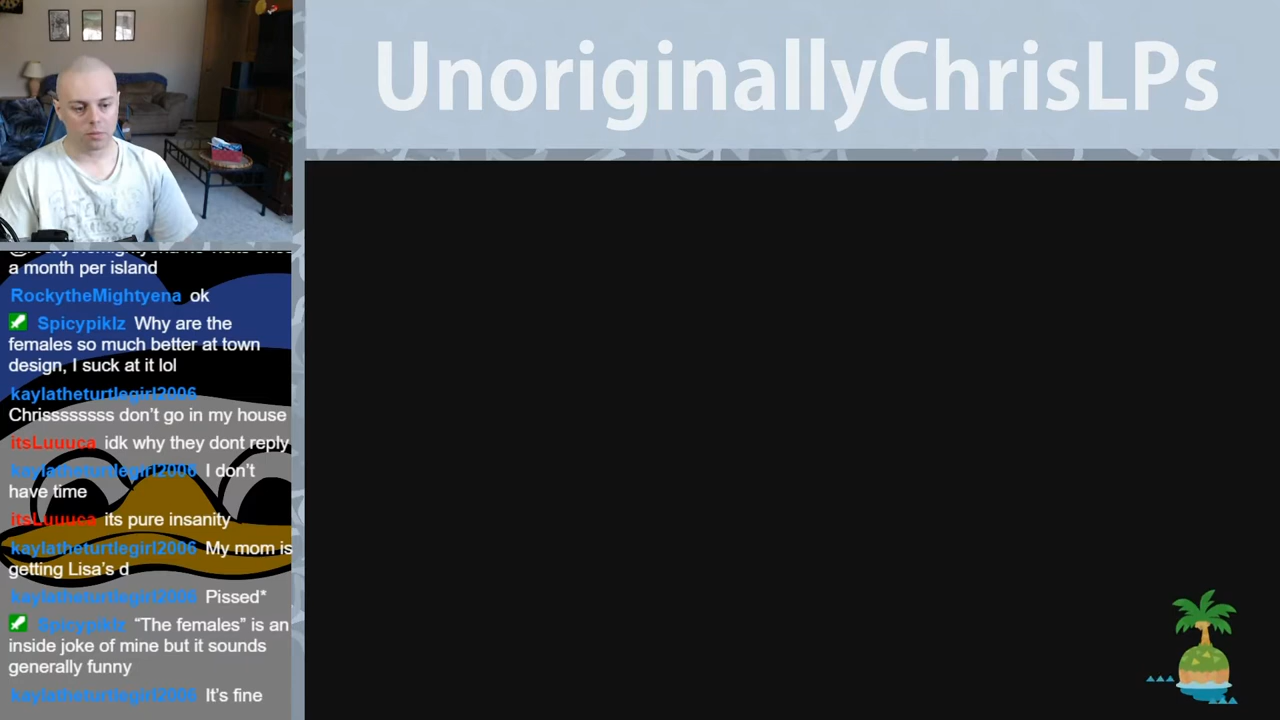 UnoriginallyChrisLPs
a month per island
RockytheMightyena ok
Spicypiklz Why are the
females so much better at town
design, I suck at it lol
kaylatheturtlegirl2006
Chrisssssssss don't go in my house
itsLuuuca idk why they dont reply
kaylatheturtlegirl2006 I don't
have time
itsLuuuca its pure insanity
kaylatheturtlegirl2006 My mom is
getting Lisa's d
kaylatheturtlegirl2006 Pissed*
Spicypiklz “The females” is an
inside joke of mine but it sounds
generally funny
kaylatheturtlegirl2006 It's fine